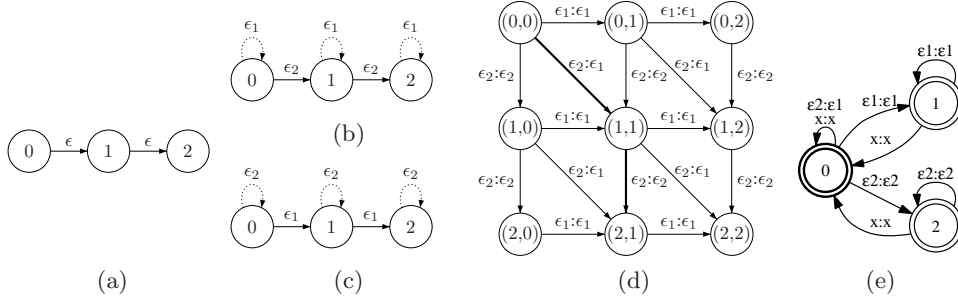 0 ϵ 1 ϵ 2
(a)
ϵ1 ϵ1 ϵ1
0 ϵ2 1 ϵ2 2
(b)
ϵ2 ϵ2 ϵ2
0 ϵ1 1 ϵ1 2
(c)
(0,0) ϵ1:ϵ1 (0,1) ϵ1:ϵ1 (0,2)
ϵ2:ϵ2 ϵ2:ϵ1 ϵ2:ϵ2 ϵ2:ϵ1 ϵ2:ϵ2
(1,0) ϵ1:ϵ1 (1,1) ϵ1:ϵ1 (1,2)
ϵ2:ϵ2 ϵ2:ϵ1 ϵ2:ϵ2 ϵ2:ϵ1 ϵ2:ϵ2
(2,0) ϵ1:ϵ1 (2,1) ϵ1:ϵ1 (2,2)
(d)
ε1:ε1
1
ε2:ε1
x:x
ε1:ε1
x:x
0
ε2:ε2
ε2:ε2
x:x
2
(e)